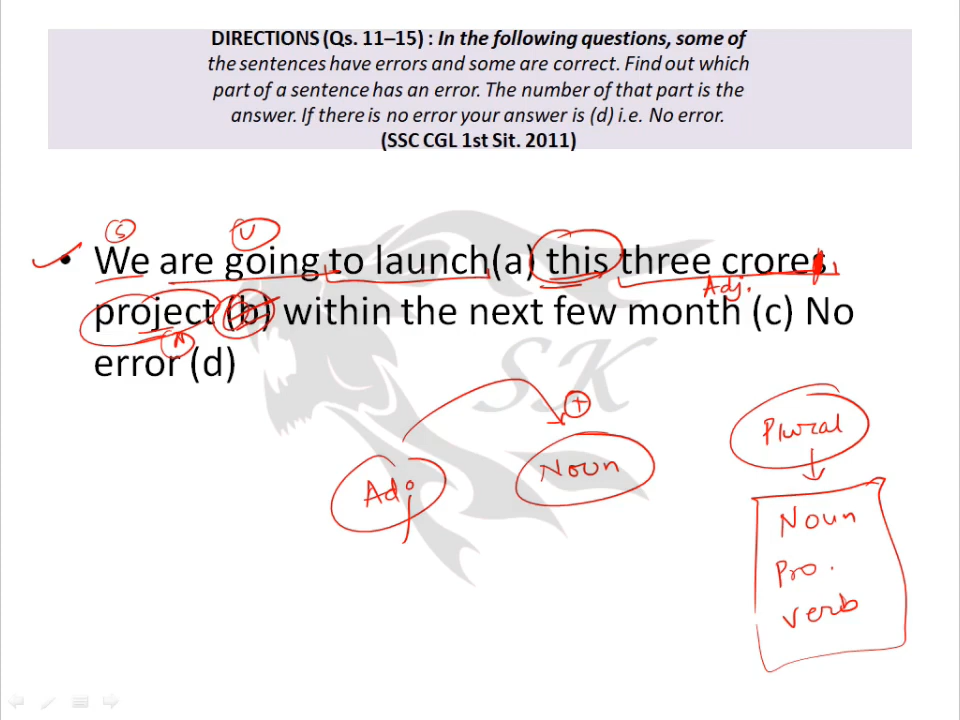 DIRECTIONS (Qs. 11–15) : In the following questions, some of
the sentences have errors and some are correct. Find out which
part of a sentence has an error. The number of that part is the
answer. If there is no error your answer is (d) i.e. No error.
(SSC CGL 1st Sit. 2011)
S V
• We are going to launch(a) this three crores
Adj.
project (b) within the next few month (c) No
N
error (d)
SK
+
Plural
Adj
Noun
Noun
Pro.
Verb